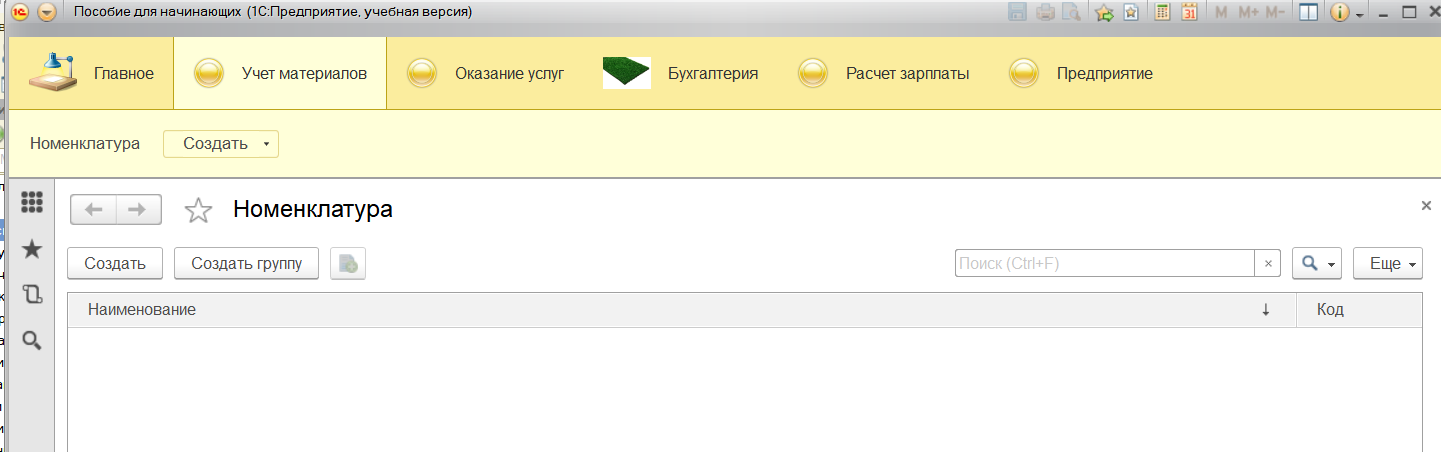 Пособие для начинающих (1С:Предприятие, учебная версия)
M M+ M-
31
Главное Учет материалов Оказание услуг Бухгалтерия Расчет зарплаты Предприятие
Номенклатура Создать
Номенклатура
Создать Создать группу Поиск (Ctrl+F) Еще
Наименование Код